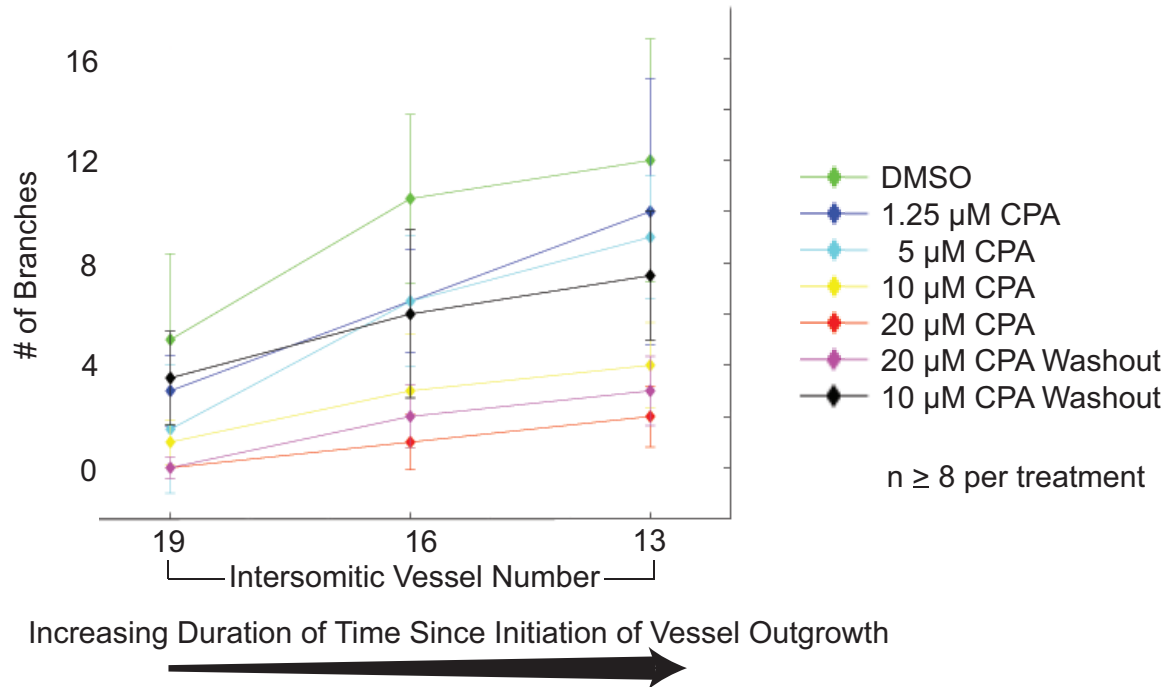 16
12
8
4
0
# of Branches
19
16
13
Intersomitic Vessel Number
Increasing Duration of Time Since Initiation of Vessel Outgrowth
DMSO
1.25 µM CPA
5 µM CPA
10 µM CPA
20 µM CPA
20 µM CPA Washout
10 µM CPA Washout
n ≥ 8 per treatment